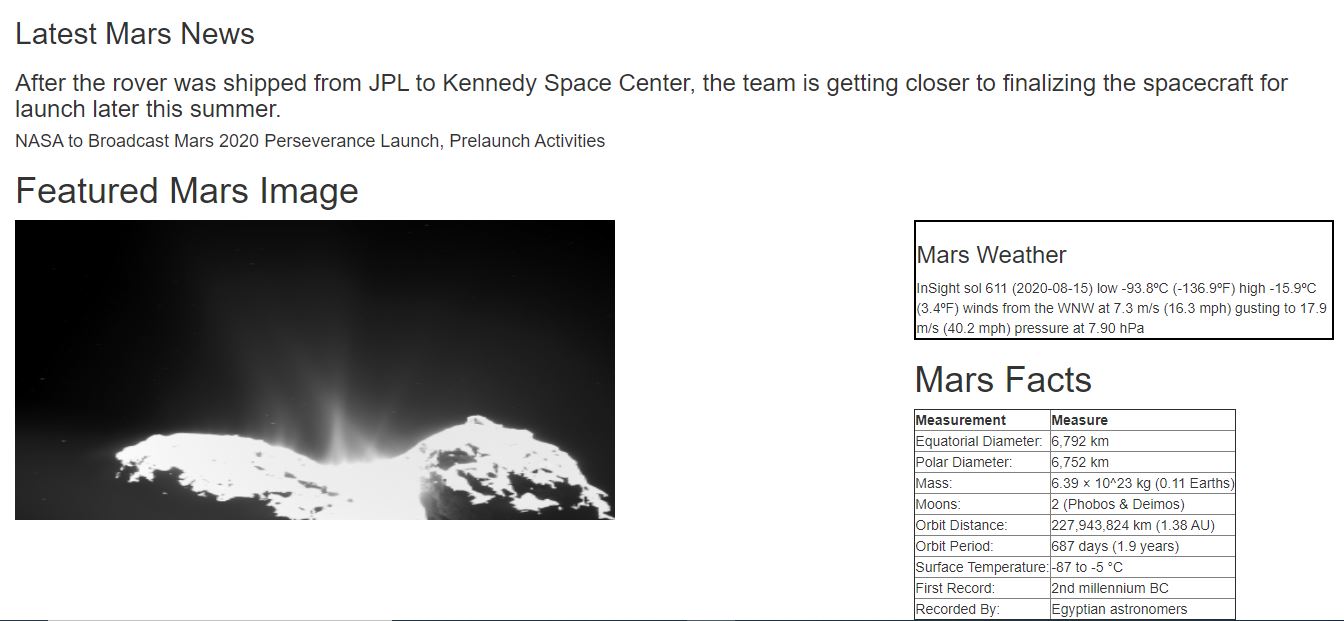 Latest Mars News
After the rover was shipped from JPL to Kennedy Space Center, the team is getting closer to finalizing the spacecraft for
launch later this summer.
NASA to Broadcast Mars 2020 Perseverance Launch, Prelaunch Activities
Featured Mars Image
Mars Weather
InSight sol 611 (2020-08-15) low -93.8ºC (-136.9ºF) high -15.9ºC
(3.4ºF) winds from the WNW at 7.3 m/s (16.3 mph) gusting to 17.9
m/s (40.2 mph) pressure at 7.90 hPa
Mars Facts
Measurement Measure
Equatorial Diameter: 6,792 km
Polar Diameter: 6,752 km
Mass: 6.39 × 10^23 kg (0.11 Earths)
Moons: 2 (Phobos & Deimos)
Orbit Distance: 227,943,824 km (1.38 AU)
Orbit Period: 687 days (1.9 years)
Surface Temperature: -87 to -5 °C
First Record: 2nd millennium BC
Recorded By: Egyptian astronomers